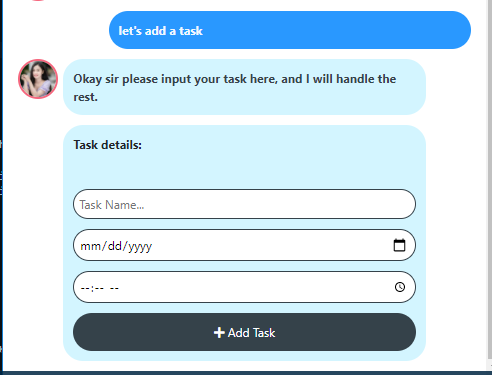 let's add a task
Okay sir please input your task here, and I will handle the
rest.
Task details:
Task Name...
mm/dd/yyyy
--:-- --
Add Task